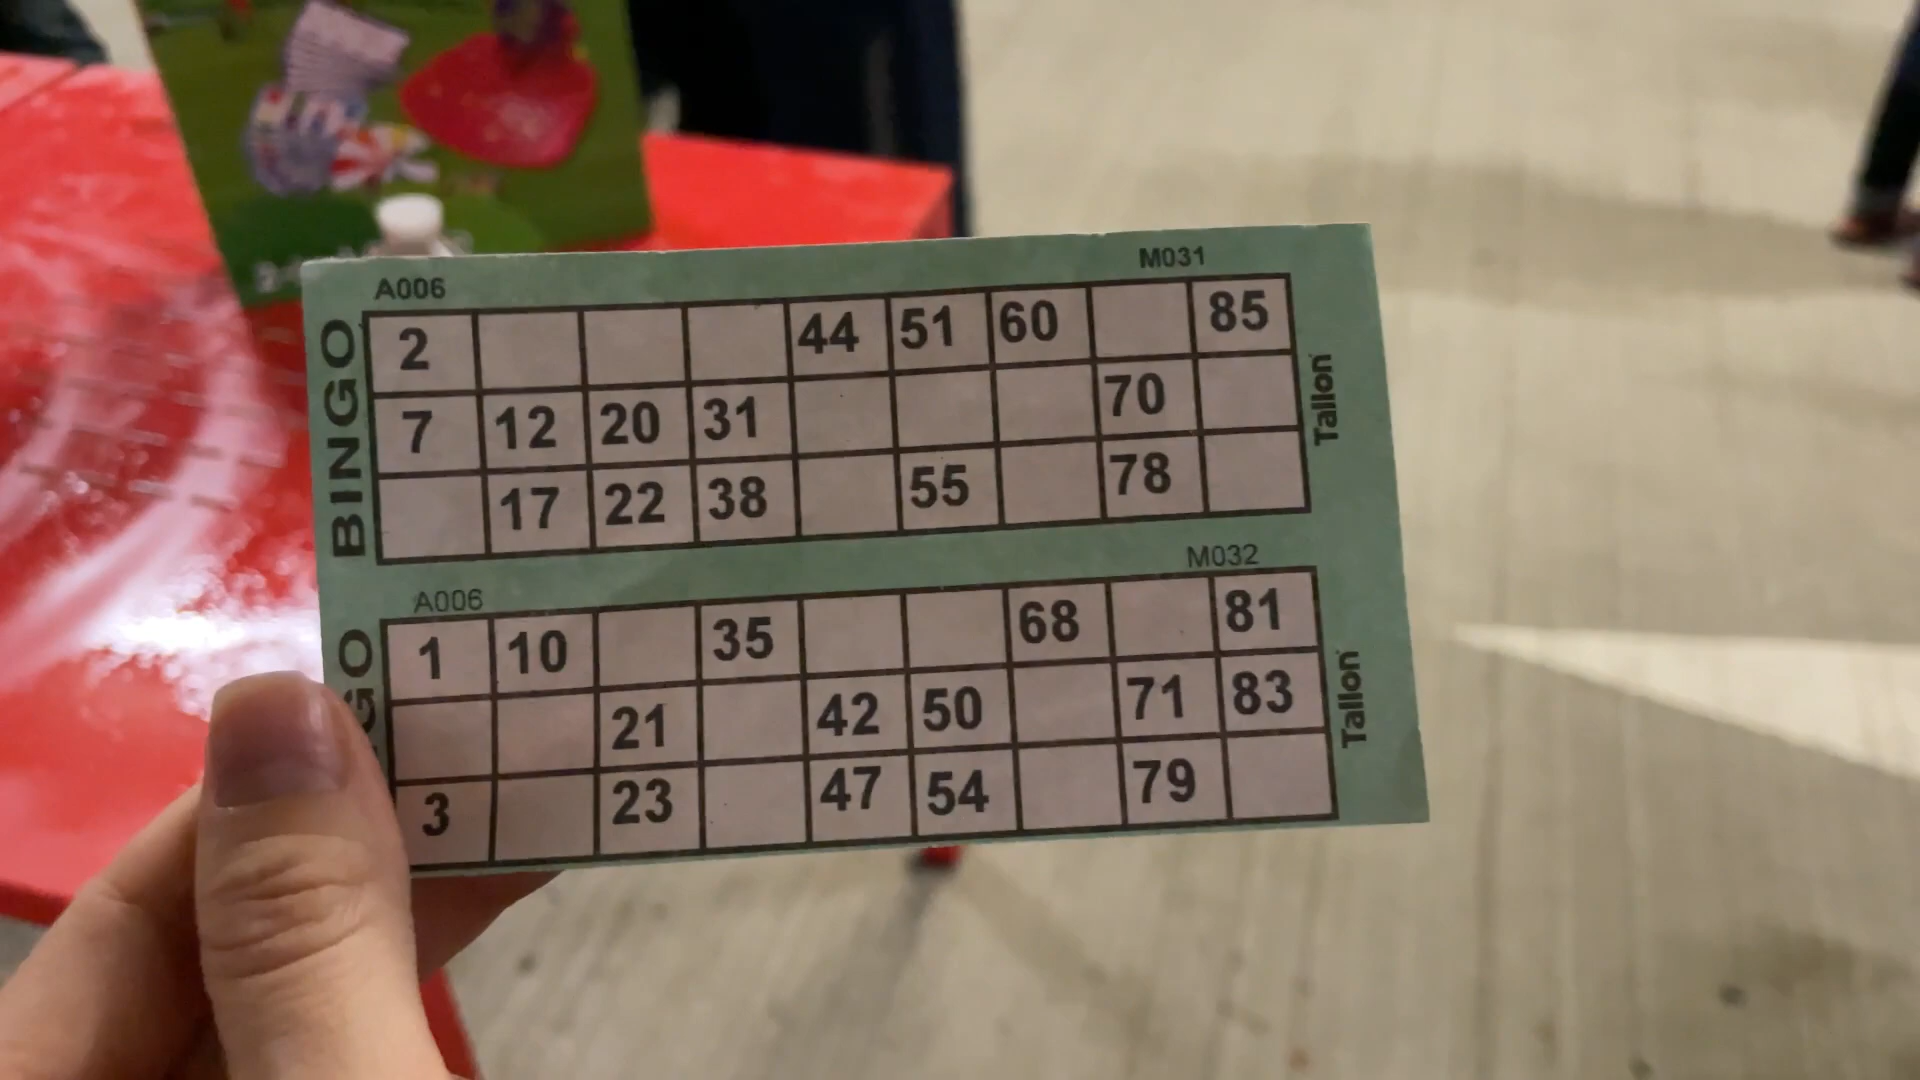 A006 M031
BINGO
2 44 51 60 85
7 12 20 31 70
17 22 38 55 78
Tallon
A006 M032
GO
1 10 35 68 81
21 42 50 71 83
3 23 47 54 79
Tallon